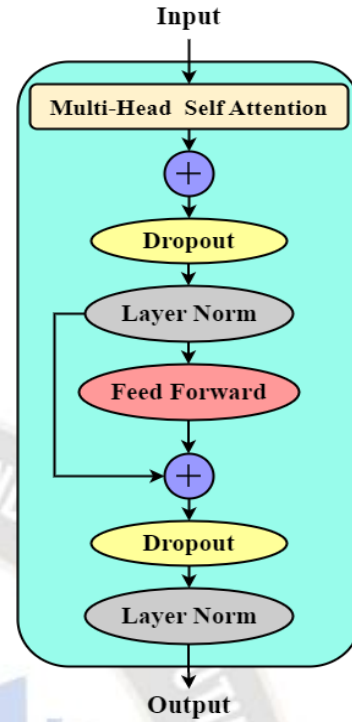 Input
Multi-Head Self Attention
+
Dropout
Layer Norm
Feed Forward
+
Dropout
Layer Norm
Output